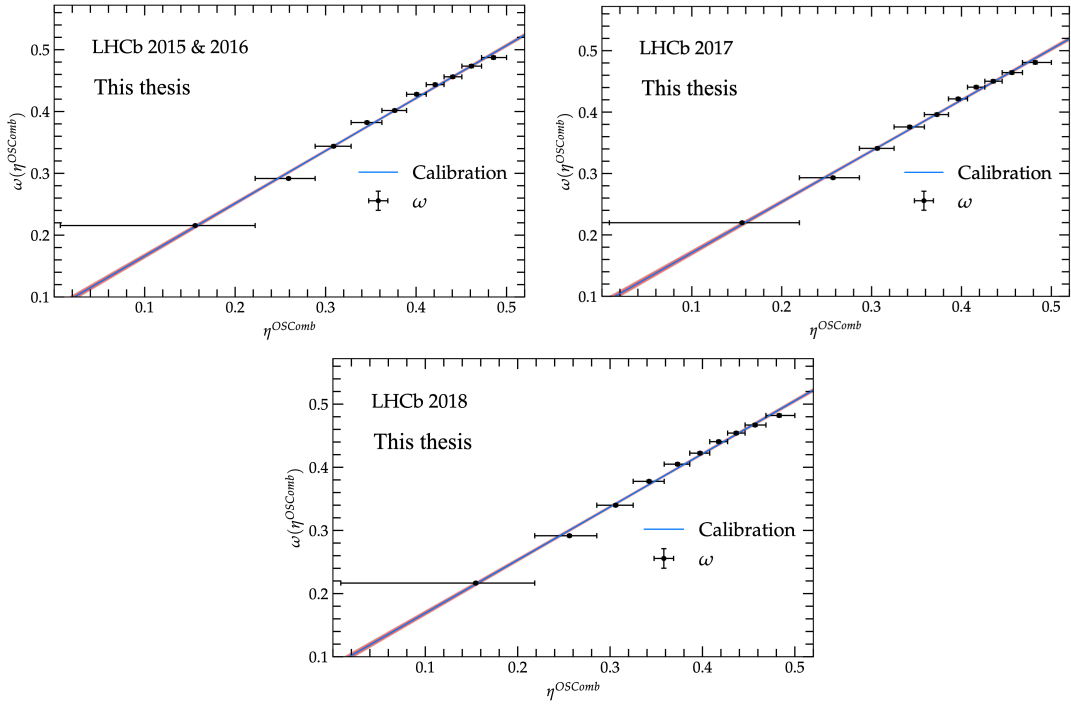 LHCb 2015 & 2016
This thesis
Calibration
ω
ω(η^{OSComb})
0.5
0.4
0.3
0.2
0.1
0.1 0.2 0.3 0.4 0.5
η^{OSComb}
LHCb 2017
This thesis
Calibration
ω
ω(η^{OSComb})
0.5
0.4
0.3
0.2
0.1
0.1 0.2 0.3 0.4 0.5
η^{OSComb}
LHCb 2018
This thesis
Calibration
ω
ω(η^{OSComb})
0.5
0.4
0.3
0.2
0.1
0.1 0.2 0.3 0.4 0.5
η^{OSComb}